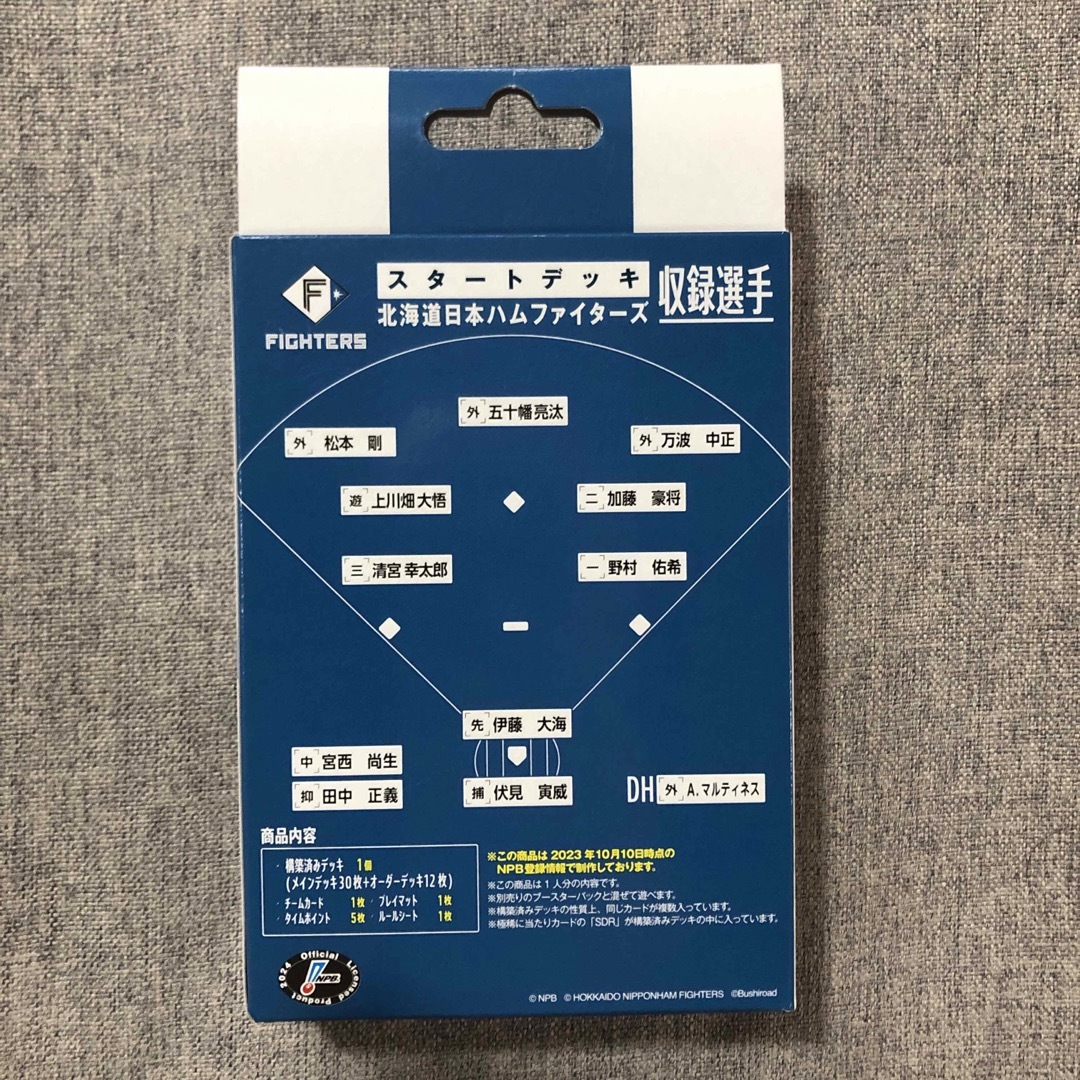 F
FIGHTERS
スタートデッキ
北海道日本ハムファイターズ
収録選手
外 五十幡亮汰
外 松本 剛
外 万波 中正
遊 上川畑大悟
二 加藤 豪将
三 清宮 幸太郎
一 野村 佑希
先 伊藤 大海
中 宮西 尚生
抑 田中 正義
捕 伏見 寅威
DH 外 A.マルティネス
商品内容
・構築済みデッキ 1個
(メインデッキ30枚+オーダーデッキ12枚)
・チームカード 1枚 ・プレイマット 1枚
・タイムポイント 5枚 ・ルールシート 1枚
※この商品は2023年10月10日時点の
NPB登録情報で制作しております。
※この商品は1人分の内容です。
※別売りのブースターパックと混ぜて遊べます。
※構築済みデッキの性質上、同じカードが複数入っています。
※極稀に当たりカードの「SDR」が構築済みデッキの中に入っています。
2024 Official Licensed Product
NPB
© NPB © HOKKAIDO NIPPONHAM FIGHTERS ©Bushiroad